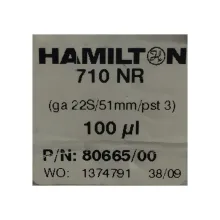 HAMILTON
710 NR
(ga 22S/51mm/pst 3)
100 µl
P/N: 80665/00
WO: 1374791 38/09